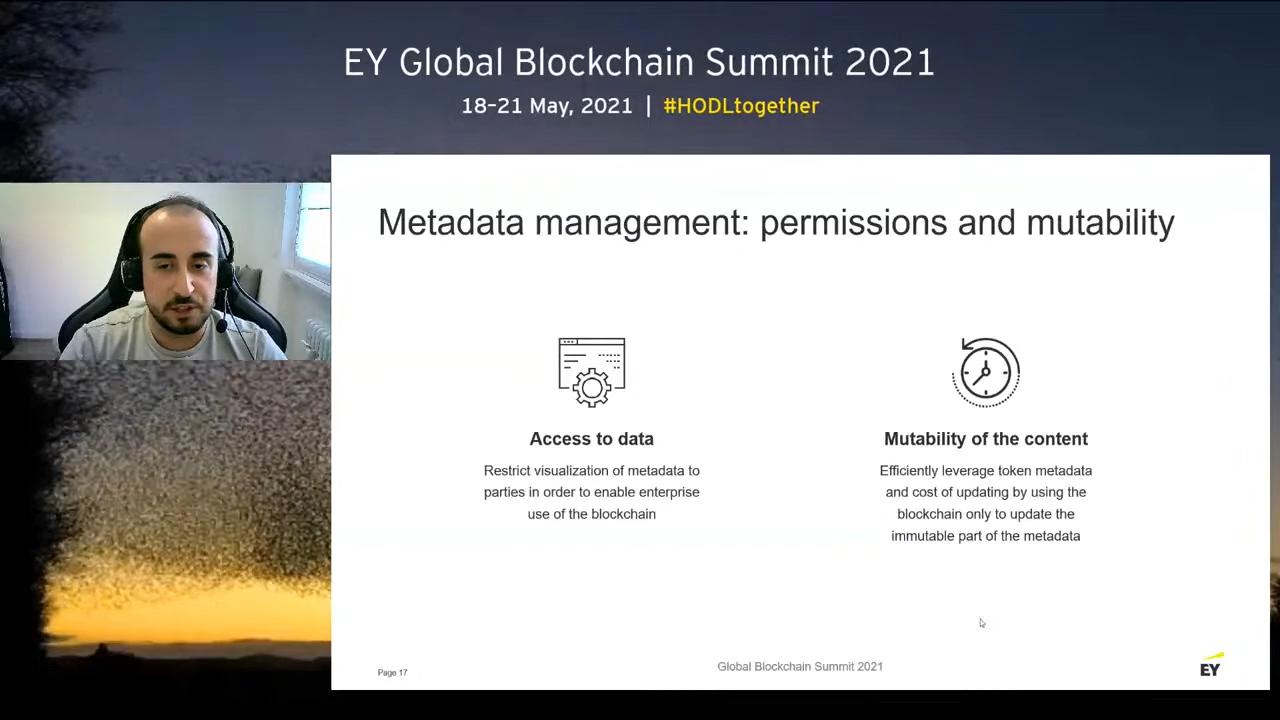 EY Global Blockchain Summit 2021
18–21 May, 2021 | #HODLtogether
Metadata management: permissions and mutability
Access to data
Restrict visualization of metadata to
parties in order to enable enterprise
use of the blockchain
Mutability of the content
Efficiently leverage token metadata
and cost of updating by using the
blockchain only to update the
immutable part of the metadata
Page 17
Global Blockchain Summit 2021
EY